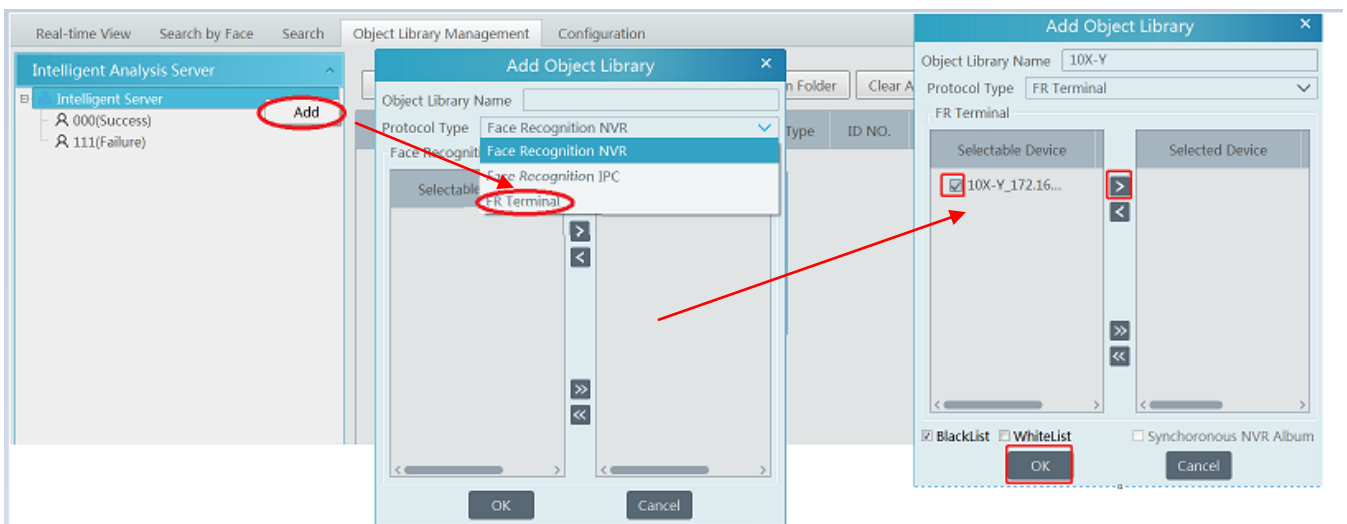 Real-time View Search by Face Search Object Library Management Configuration
Intelligent Analysis Server
Intelligent Server
Add
000(Success)
111(Failure)
n Folder Clear A
Type ID NO.
Add Object Library
Object Library Name
Protocol Type Face Recognition NVR
Face Recognit
Face Recognition NVR
Face Recognition IPC
FR Terminal
Selectable
> 
<
>>
<<
OK Cancel
Add Object Library
Object Library Name 10X-Y
Protocol Type FR Terminal
FR Terminal
Selectable Device Selected Device
10X-Y_172.16...
>
<
>>
<<
BlackList WhiteList Synchoronous NVR Album
OK Cancel